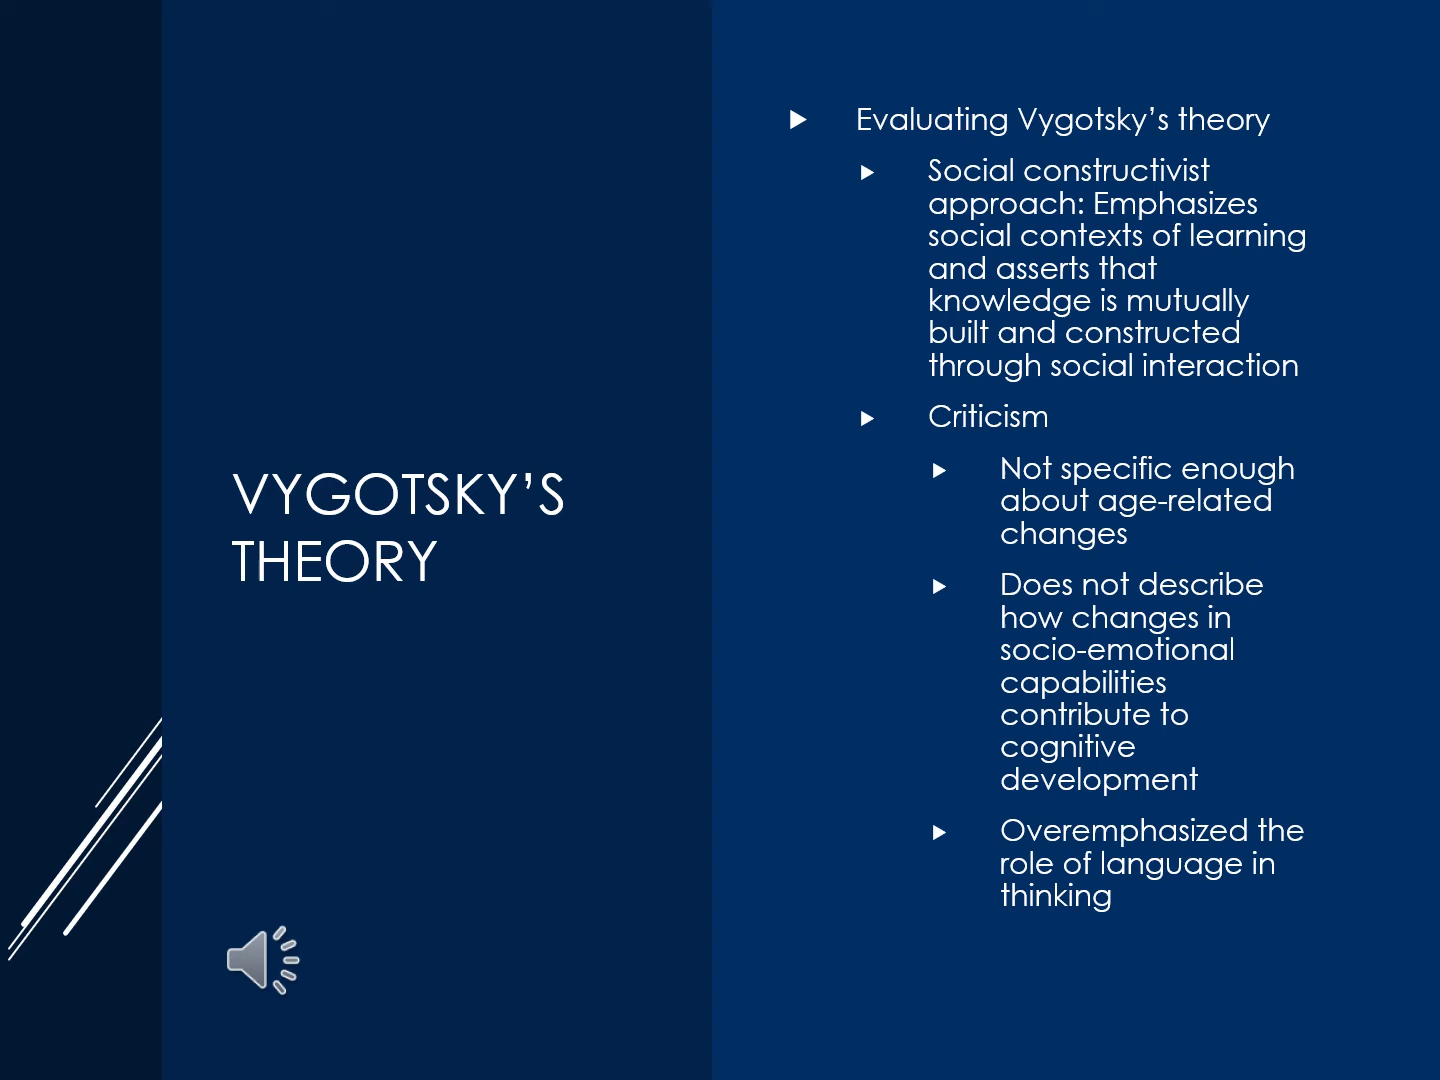 VYGOTSKY’S
THEORY
Evaluating Vygotsky’s theory
Social constructivist
approach: Emphasizes
social contexts of learning
and asserts that
knowledge is mutually
built and constructed
through social interaction
Criticism
Not specific enough
about age-related
changes
Does not describe
how changes in
socio-emotional
capabilities
contribute to
cognitive
development
Overemphasized the
role of language in
thinking